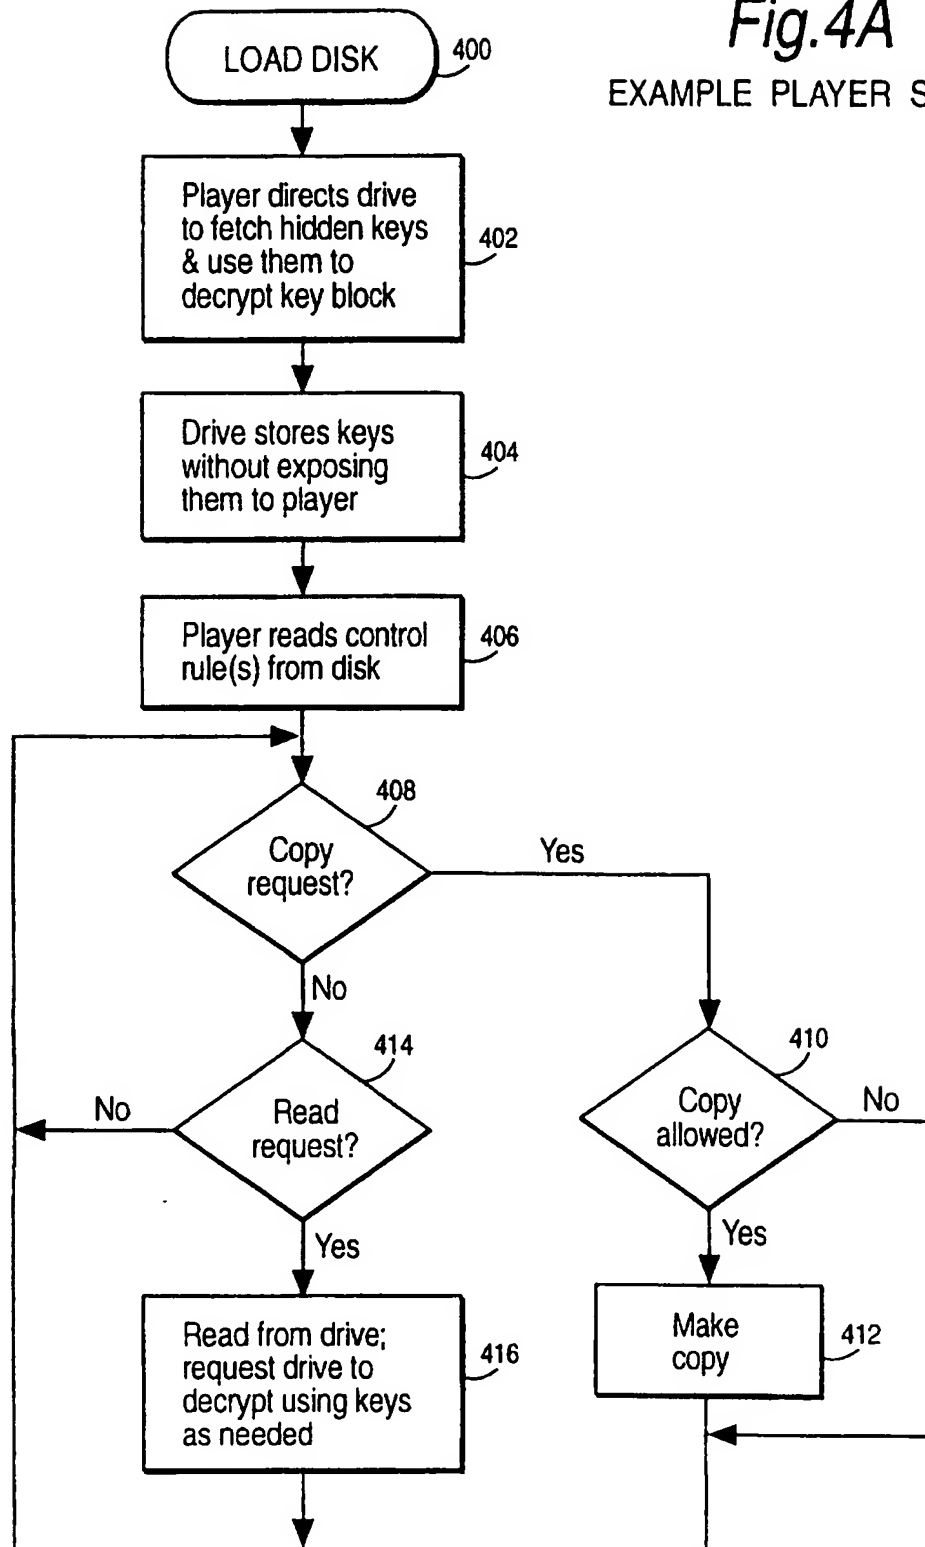 Fig.4A
EXAMPLE PLAYER S
LOAD DISK
400
Player directs drive
to fetch hidden keys
& use them to
decrypt key block
402
Drive stores keys
without exposing
them to player
404
Player reads control
rule(s) from disk
406
408
Copy
request?
Yes
No
414
Read
request?
No
Yes
410
Copy
allowed?
No
Yes
Read from drive;
request drive to
decrypt using keys
as needed
416
Make
copy
412